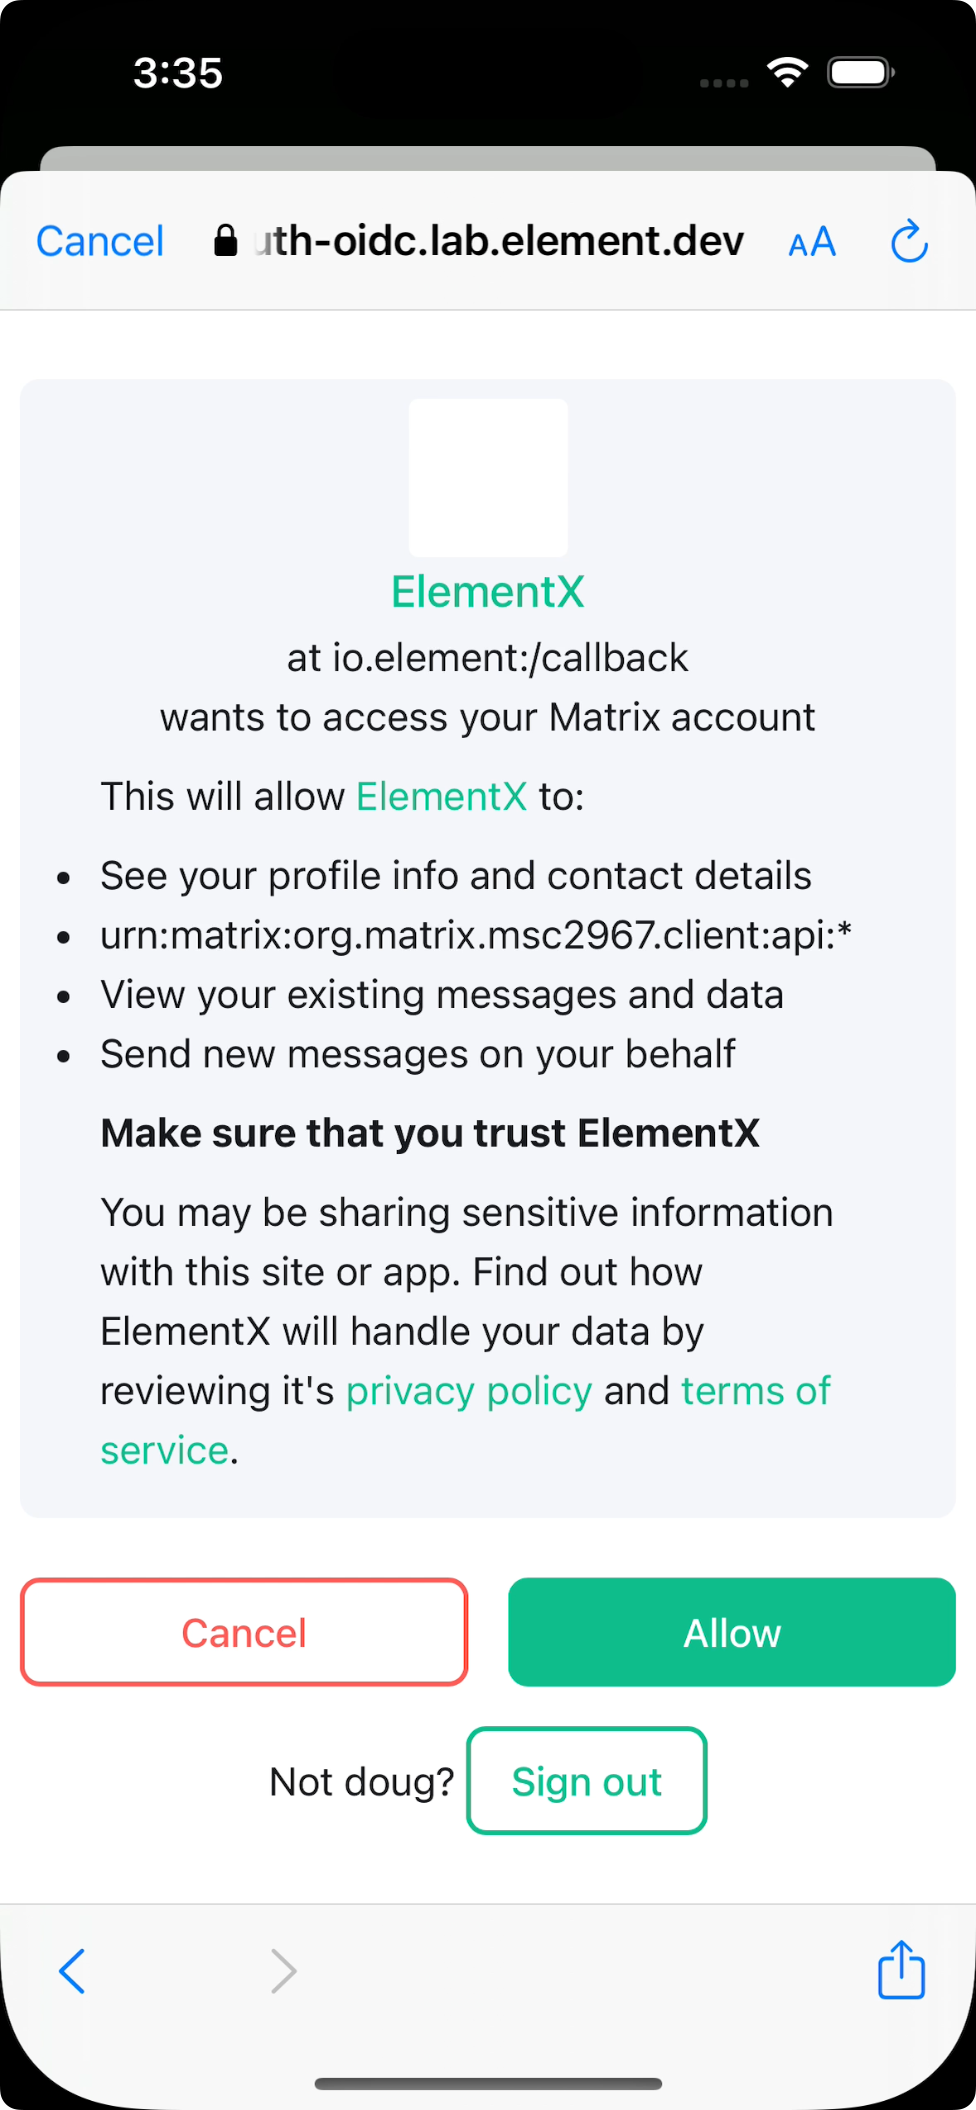 3:35
Cancel
uth-oidc.lab.element.dev
AA
ElementX
at io.element:/callback
wants to access your Matrix account
This will allow ElementX to:
• See your profile info and contact details
• urn:matrix:org.matrix.msc2967.client:api:*
• View your existing messages and data
• Send new messages on your behalf
Make sure that you trust ElementX
You may be sharing sensitive information
with this site or app. Find out how
ElementX will handle your data by
reviewing it's privacy policy and terms of
service.
Cancel
Allow
Not doug?
Sign out